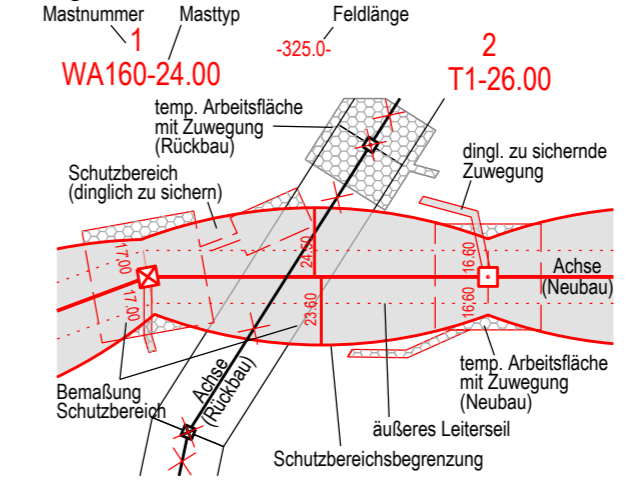 Mastnummer
Masttyp
Feldlänge
1
WA160-24.00
-325.0-
2
T1-26.00
temp. Arbeitsfläche
mit Zuwegung
(Rückbau)
dingl. zu sichernde
Zuwegung
Schutzbereich
(dinglich zu sichern)
17.00
17.00
24.50
23.60
16.60
16.60
Achse
(Neubau)
Achse
(Rückbau)
Bemaßung
Schutzbereich
temp. Arbeitsfläche
mit Zuwegung
(Neubau)
äußeres Leiterseil
Schutzbereichsbegrenzung